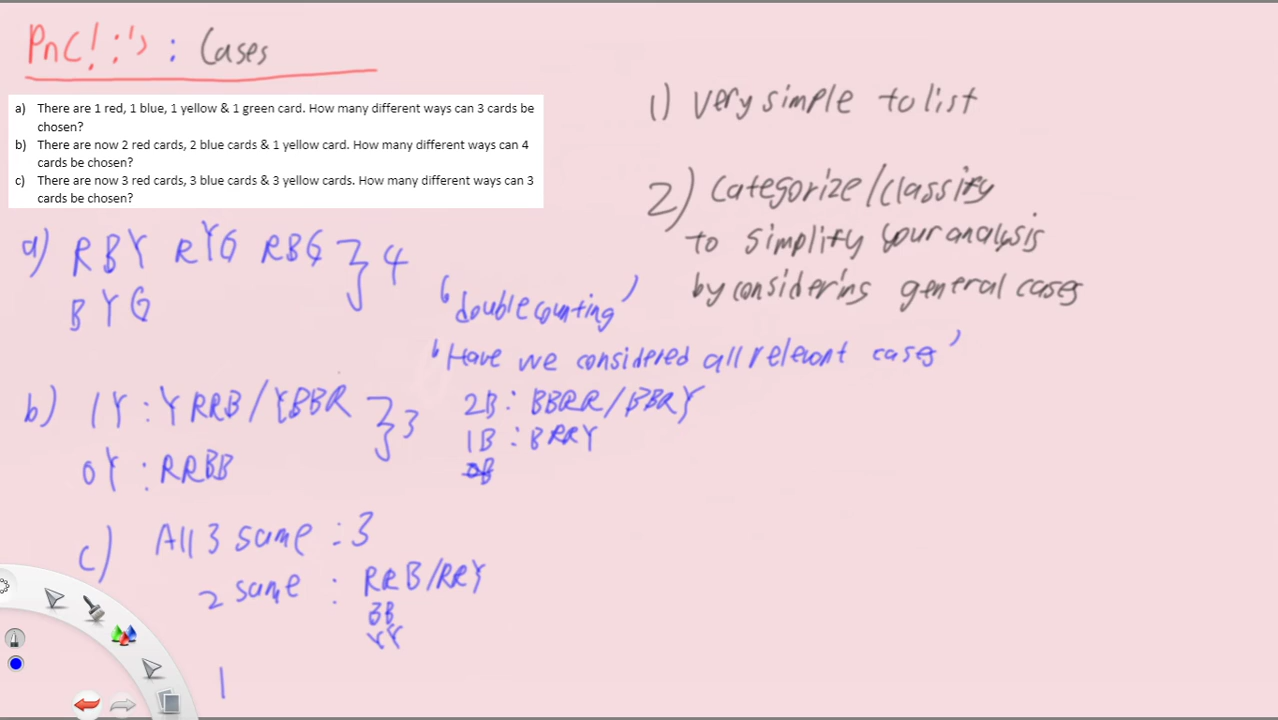 PnC! : Cases
a) There are 1 red, 1 blue, 1 yellow & 1 green card. How many different ways can 3 cards be
chosen?
b) There are now 2 red cards, 2 blue cards & 1 yellow card. How many different ways can 4
cards be chosen?
c) There are now 3 red cards, 3 blue cards & 3 yellow cards. How many different ways can 3
cards be chosen?
1) very simple to list
2) Categorize/classify
to simplify your analysis
by considering general cases
a) RBY RYG RBG } 4
BYG
'double counting'
'Have we considered all relevant cases'
b) 1Y : YRRB / YBBR } 3
0Y : RRBB
2B : BBRR / BBRY
1B : BRRY
c) All 3 same : 3
2 same : RRB/RRY
BB
YY
1